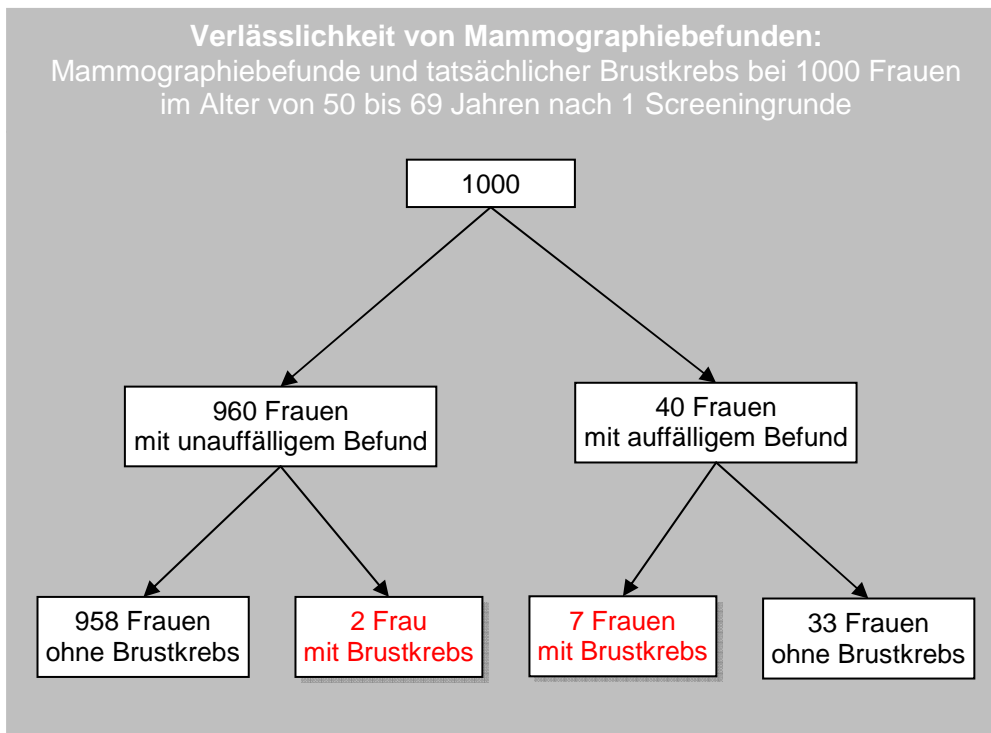 Verlässlichkeit von Mammographiebefunden:
Mammographiebefunde und tatsächlicher Brustkrebs bei 1000 Frauen
im Alter von 50 bis 69 Jahren nach 1 Screeningrunde
1000
960 Frauen
mit unauffälligem Befund
40 Frauen
mit auffälligem Befund
958 Frauen
ohne Brustkrebs
2 Frau
mit Brustkrebs
7 Frauen
mit Brustkrebs
33 Frauen
ohne Brustkrebs